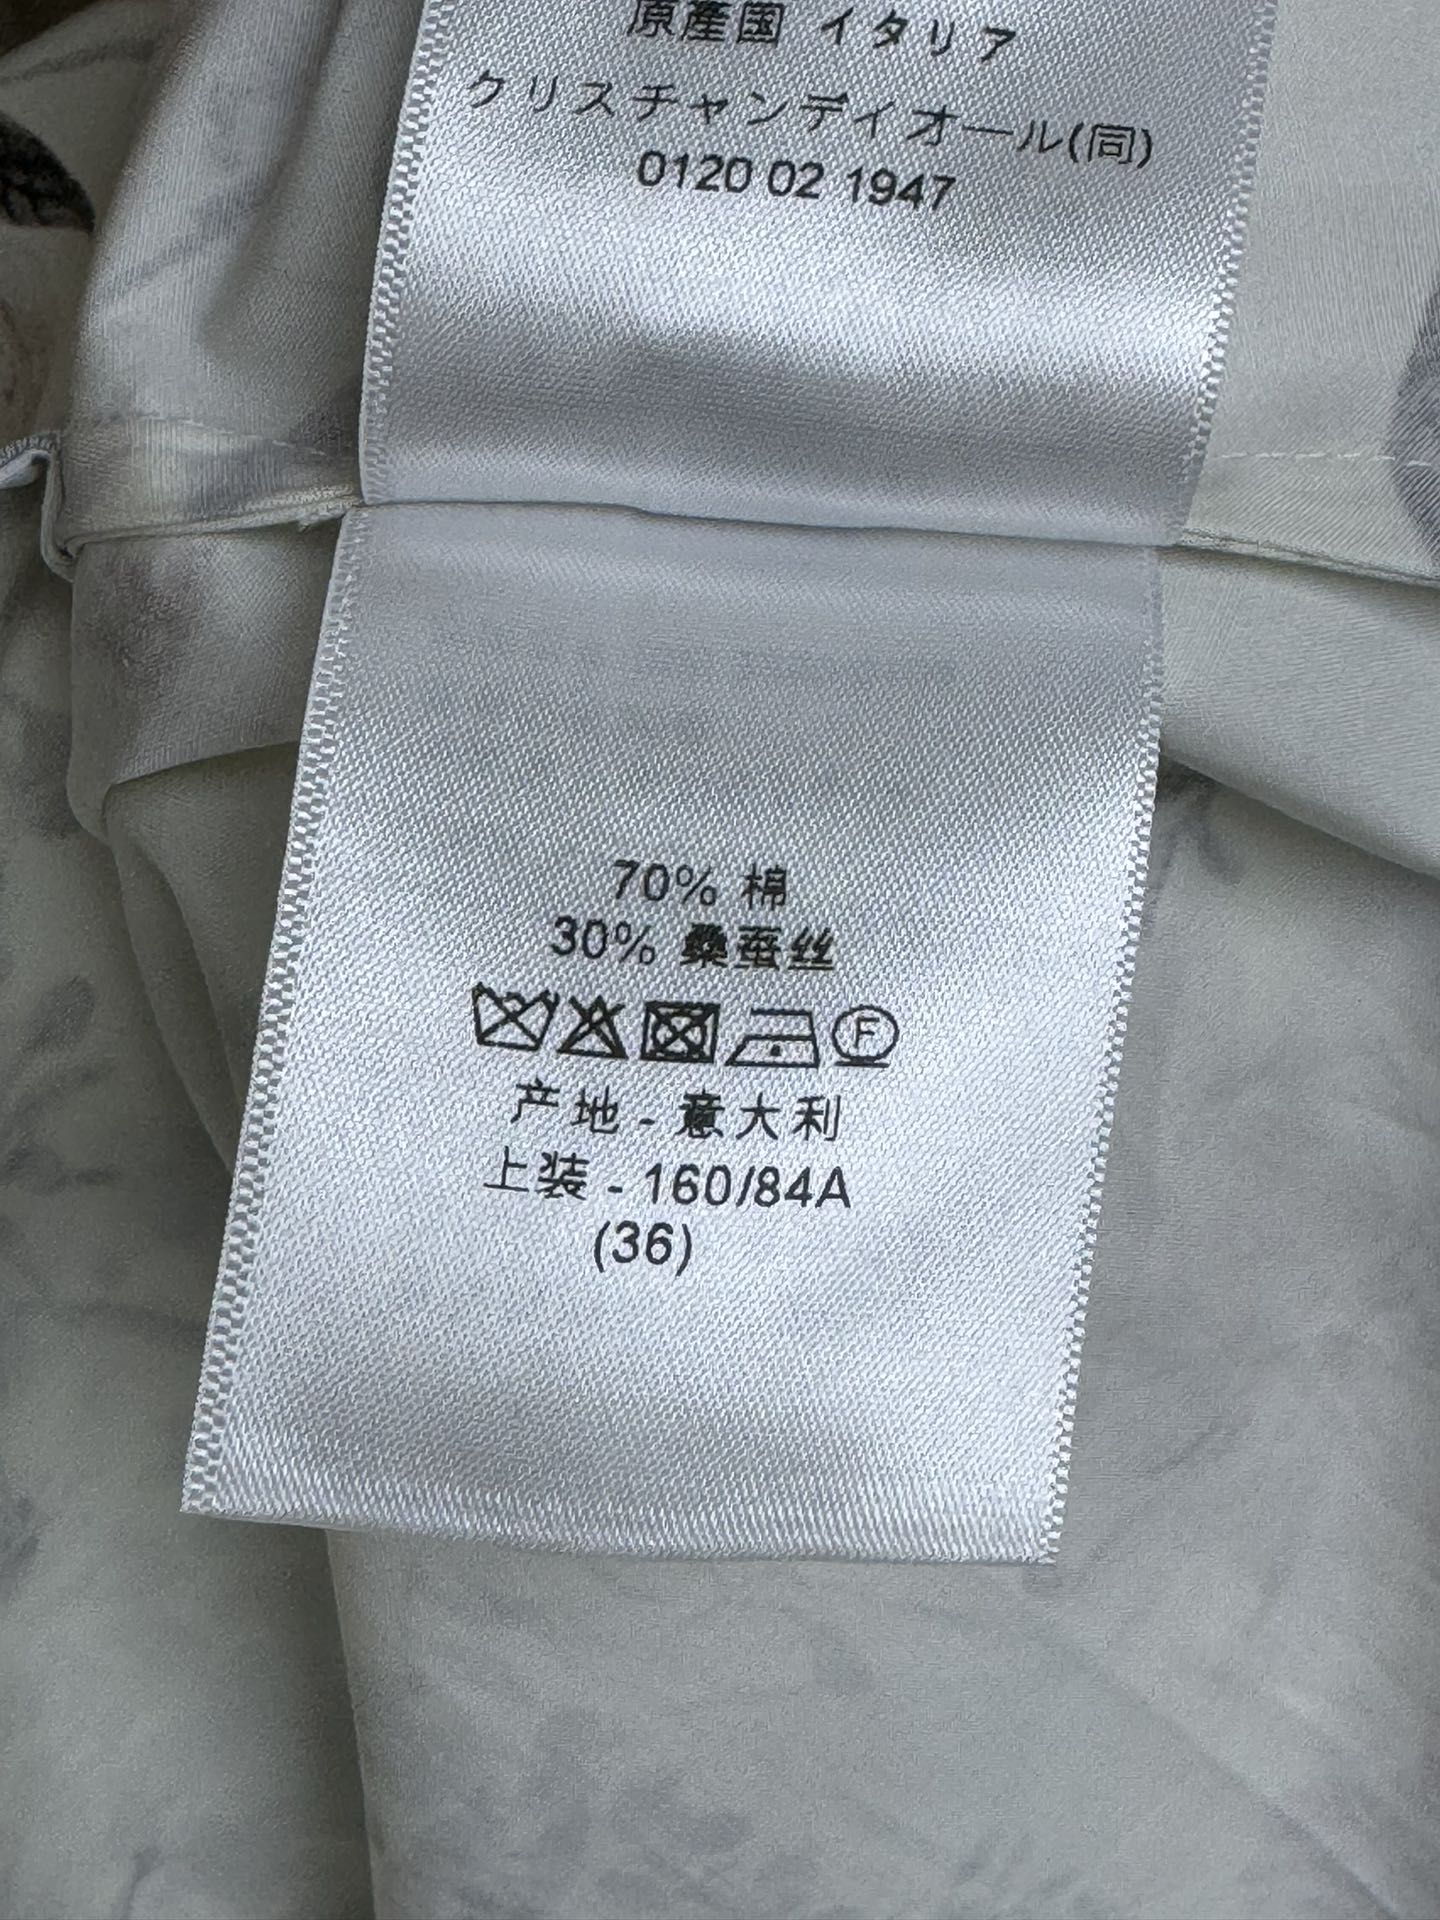 原産国 イタリア
クリスチャンディオール(同)
0120 02 1947
70% 棉
30% 桑蚕丝
F
产地 - 意大利
上装 - 160/84A
(36)